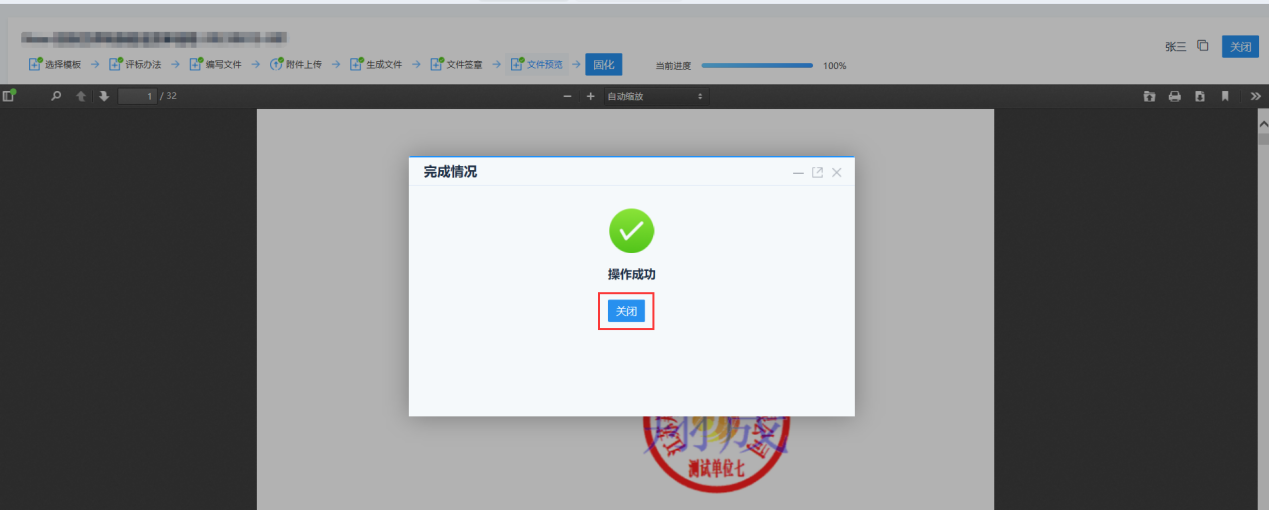 张三
关闭
选择模板
评标办法
编写文件
附件上传
生成文件
文件签章
文件预览
固化
当前进度
100%
1 / 32
自动缩放
完成情况
操作成功
关闭
测试单位七